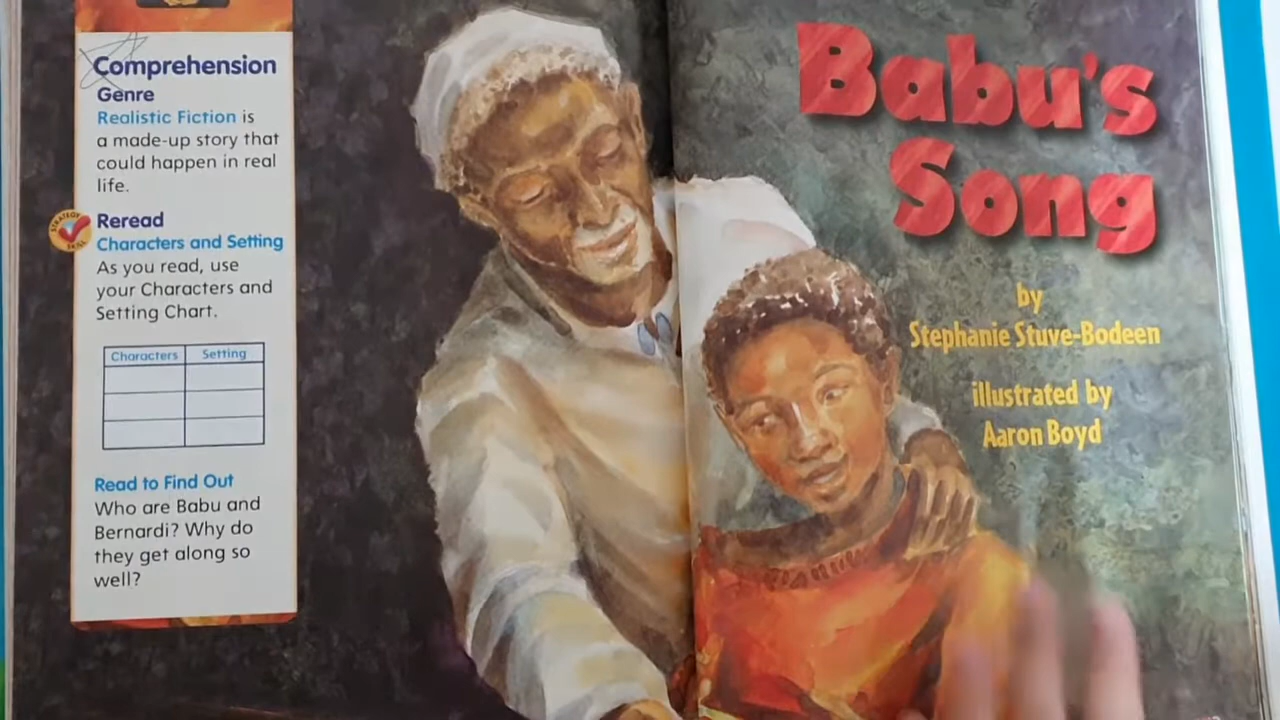 Comprehension
Genre
Realistic Fiction is
a made-up story that
could happen in real
life.
STRATEGY
SKILL
Reread
Characters and Setting
As you read, use
your Characters and
Setting Chart.
Characters Setting
Read to Find Out
Who are Babu and
Bernardi? Why do
they get along so
well?
Babu's
Song
by
Stephanie Stuve-Bodeen
illustrated by
Aaron Boyd